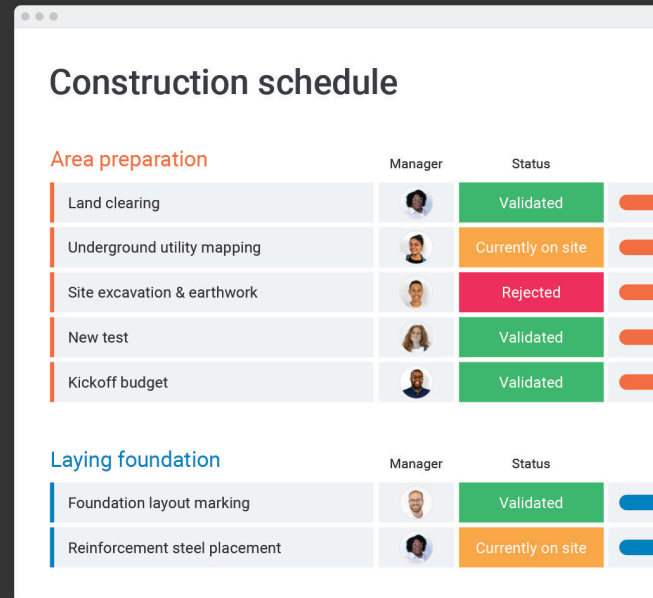 Construction schedule
Area preparation Manager Status
Land clearing Validated
Underground utility mapping Currently on site
Site excavation & earthwork Rejected
New test Validated
Kickoff budget Validated
Laying foundation Manager Status
Foundation layout marking Validated
Reinforcement steel placement Currently on site